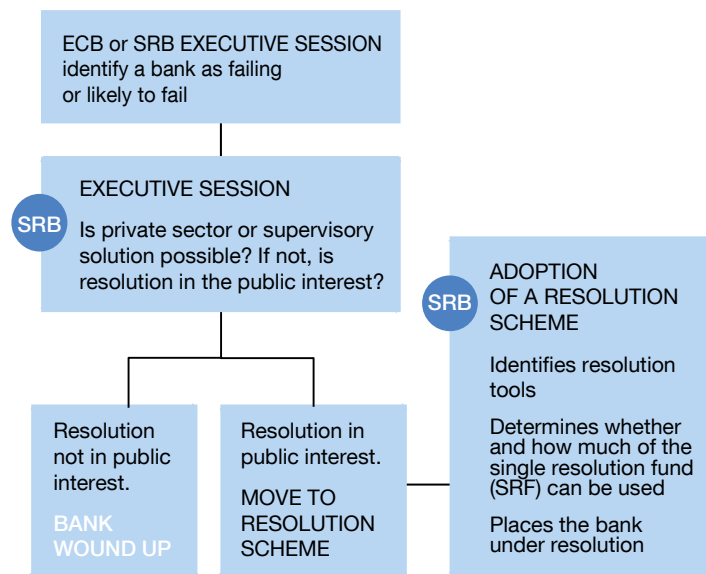 ECB or SRB EXECUTIVE SESSION
identify a bank as failing
or likely to fail
SRB
EXECUTIVE SESSION
Is private sector or supervisory
solution possible? If not, is
resolution in the public interest?
Resolution
not in public
interest.
BANK
WOUND UP
Resolution in
public interest.
MOVE TO
RESOLUTION
SCHEME
SRB
ADOPTION
OF A RESOLUTION
SCHEME
Identifies resolution
tools
Determines whether
and how much of the
single resolution fund
(SRF) can be used
Places the bank
under resolution